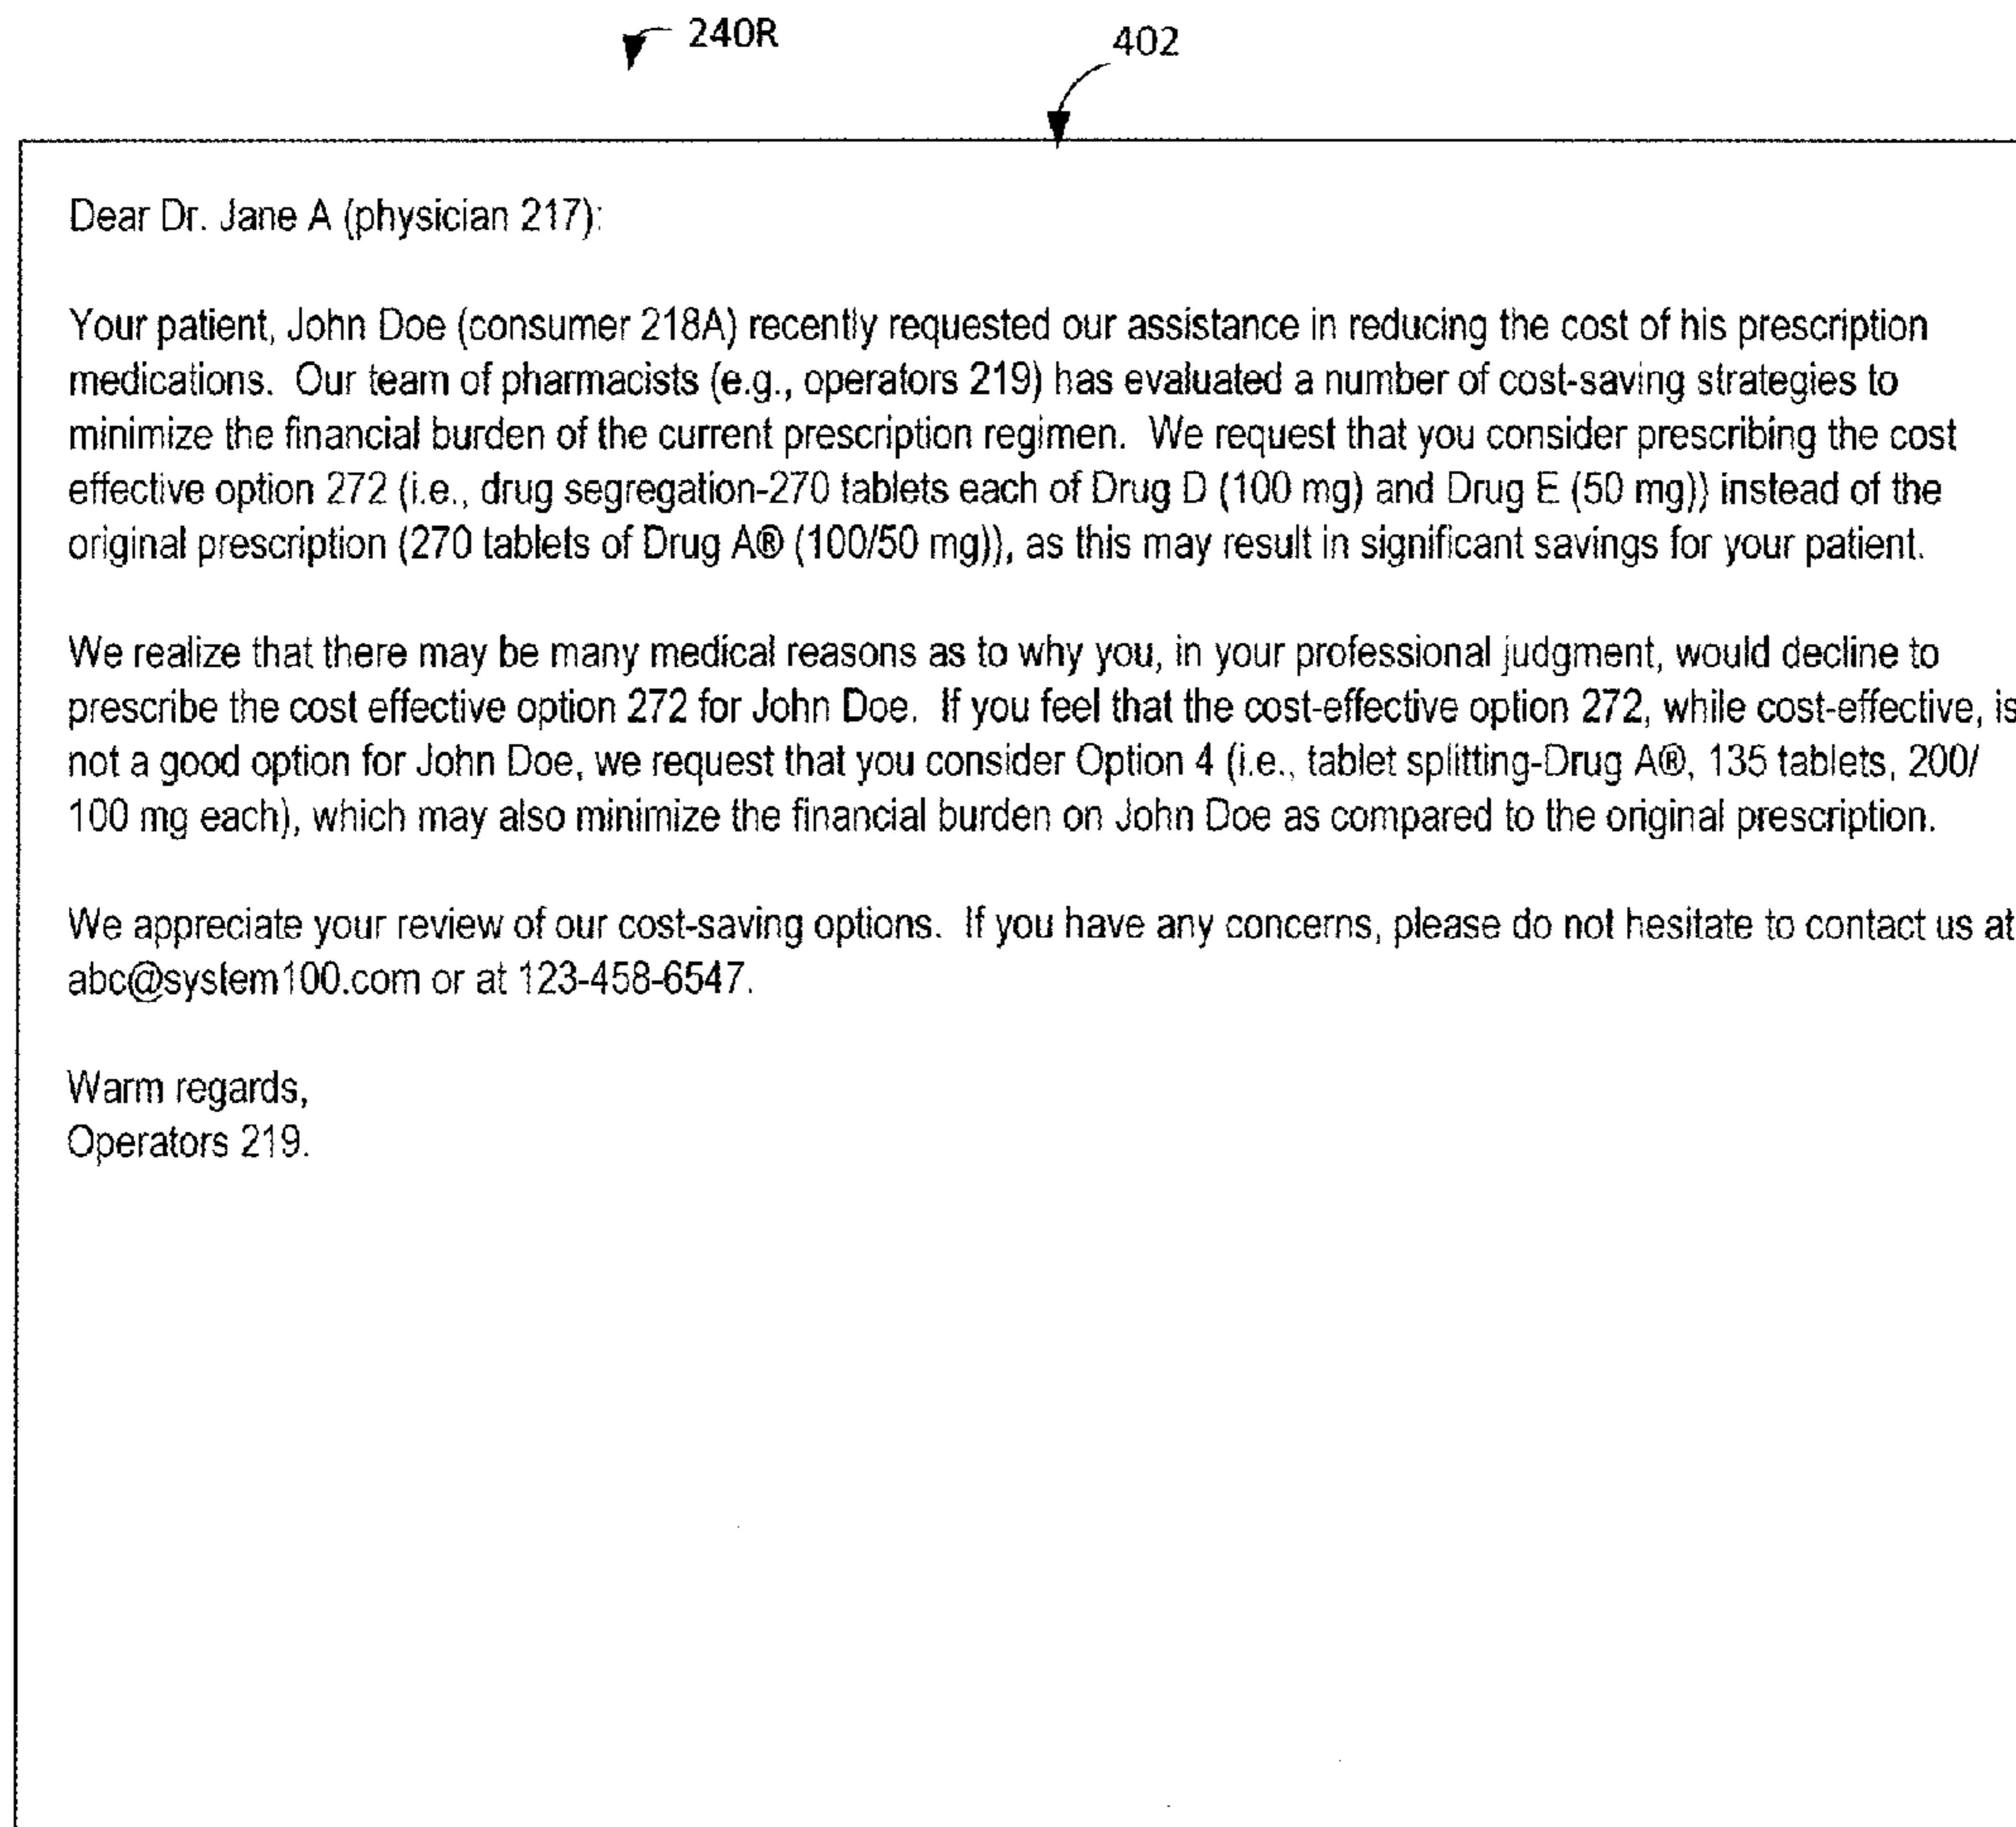 240R
402
Dear Dr. Jane A (physician 217):
Your patient, John Doe (consumer 218A) recently requested our assistance in reducing the cost of his prescription
medications. Our team of pharmacists (e.g., operators 219) has evaluated a number of cost-saving strategies to
minimize the financial burden of the current prescription regimen. We request that you consider prescribing the cost
effective option 272 (i.e., drug segregation-270 tablets each of Drug D (100 mg) and Drug E (50 mg)) instead of the
original prescription (270 tablets of Drug A® (100/50 mg)), as this may result in significant savings for your patient.
We realize that there may be many medical reasons as to why you, in your professional judgment, would decline to
prescribe the cost effective option 272 for John Doe. If you feel that the cost-effective option 272, while cost-effective, is
not a good option for John Doe, we request that you consider Option 4 (i.e., tablet splitting-Drug A®, 135 tablets, 200/
100 mg each), which may also minimize the financial burden on John Doe as compared to the original prescription.
We appreciate your review of our cost-saving options. If you have any concerns, please do not hesitate to contact us at
abc@system100.com or at 123-458-6547.
Warm regards,
Operators 219.